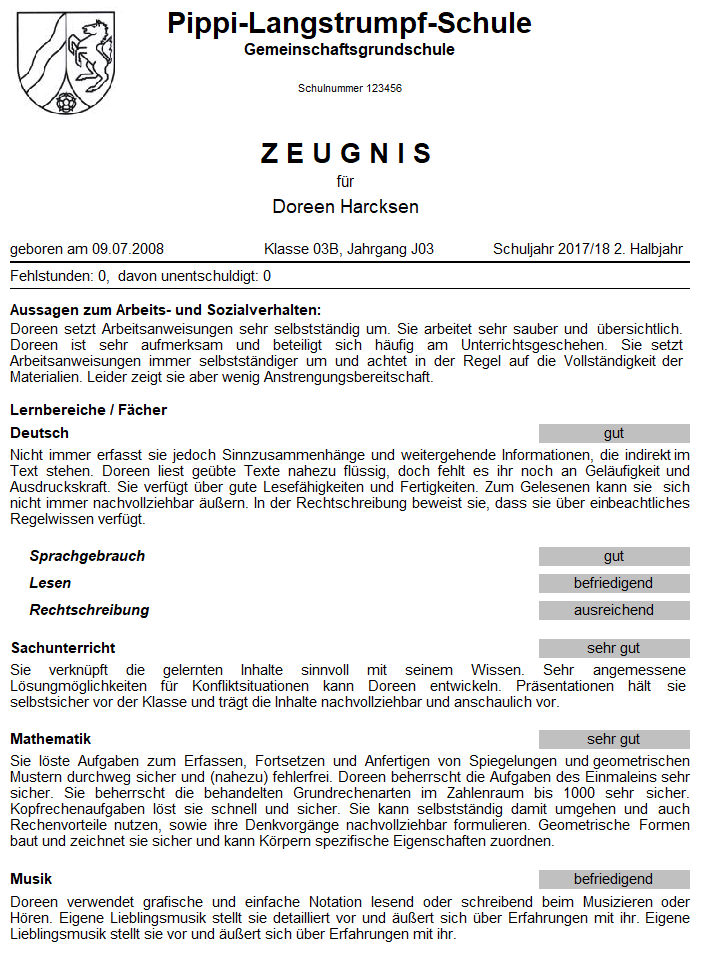 Pippi-Langstrumpf-Schule
Gemeinschaftsgrundschule
Schulnummer 123456
Z E U G N I S
für
Doreen Harcksen
geboren am 09.07.2008 Klasse 03B, Jahrgang J03 Schuljahr 2017/18 2. Halbjahr
Fehlstunden: 0, davon unentschuldigt: 0
Aussagen zum Arbeits- und Sozialverhalten:
Doreen setzt Arbeitsanweisungen sehr selbstständig um. Sie arbeitet sehr sauber und übersichtlich.
Doreen ist sehr aufmerksam und beteiligt sich häufig am Unterrichtsgeschehen. Sie setzt
Arbeitsanweisungen immer selbstständiger um und achtet in der Regel auf die Vollständigkeit der
Materialien. Leider zeigt sie aber wenig Anstrengungsbereitschaft.
Lernbereiche / Fächer
Deutsch gut
Nicht immer erfasst sie jedoch Sinnzusammenhänge und weitergehende Informationen, die indirekt im
Text stehen. Doreen liest geübte Texte nahezu flüssig, doch fehlt es ihr noch an Geläufigkeit und
Ausdruckskraft. Sie verfügt über gute Lesefähigkeiten und Fertigkeiten. Zum Gelesenen kann sie sich
nicht immer nachvollziehbar äußern. In der Rechtschreibung beweist sie, dass sie über einbeachtliches
Regelwissen verfügt.
Sprachgebrauch gut
Lesen befriedigend
Rechtschreibung ausreichend
Sachunterricht sehr gut
Sie verknüpft die gelernten Inhalte sinnvoll mit seinem Wissen. Sehr angemessene
Lösungmöglichkeiten für Konfliktsituationen kann Doreen entwickeln. Präsentationen hält sie
selbstsicher vor der Klasse und trägt die Inhalte nachvollziehbar und anschaulich vor.
Mathematik sehr gut
Sie löste Aufgaben zum Erfassen, Fortsetzen und Anfertigen von Spiegelungen und geometrischen
Mustern durchweg sicher und (nahezu) fehlerfrei. Doreen beherrscht die Aufgaben des Einmaleins sehr
sicher. Sie beherrscht die behandelten Grundrechenarten im Zahlenraum bis 1000 sehr sicher.
Kopfrechenaufgaben löst sie schnell und sicher. Sie kann selbstständig damit umgehen und auch
Rechenvorteile nutzen, sowie ihre Denkvorgänge nachvollziehbar formulieren. Geometrische Formen
baut und zeichnet sie sicher und kann Körpern spezifische Eigenschaften zuordnen.
Musik befriedigend
Doreen verwendet grafische und einfache Notation lesend oder schreibend beim Musizieren oder
Hören. Eigene Lieblingsmusik stellt sie detailliert vor und äußert sich über Erfahrungen mit ihr. Eigene
Lieblingsmusik stellt sie vor und äußert sich über Erfahrungen mit ihr.